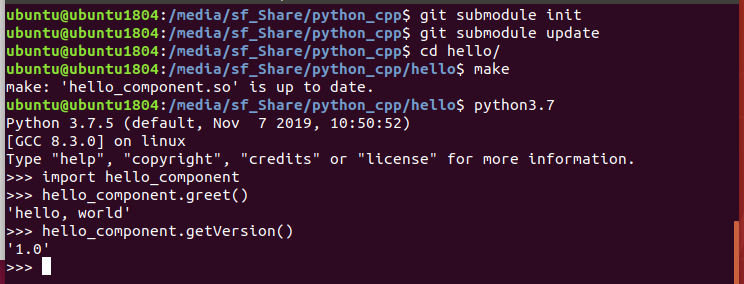 ubuntu@ubuntu1804:/media/sf_Share/python_cpp$ git submodule init
ubuntu@ubuntu1804:/media/sf_Share/python_cpp$ git submodule update
ubuntu@ubuntu1804:/media/sf_Share/python_cpp$ cd hello/
ubuntu@ubuntu1804:/media/sf_Share/python_cpp/hello$ make
make: 'hello_component.so' is up to date.
ubuntu@ubuntu1804:/media/sf_Share/python_cpp/hello$ python3.7
Python 3.7.5 (default, Nov  7 2019, 10:50:52)
[GCC 8.3.0] on linux
Type "help", "copyright", "credits" or "license" for more information.
>>> import hello_component
>>> hello_component.greet()
'hello, world'
>>> hello_component.getVersion()
'1.0'
>>>